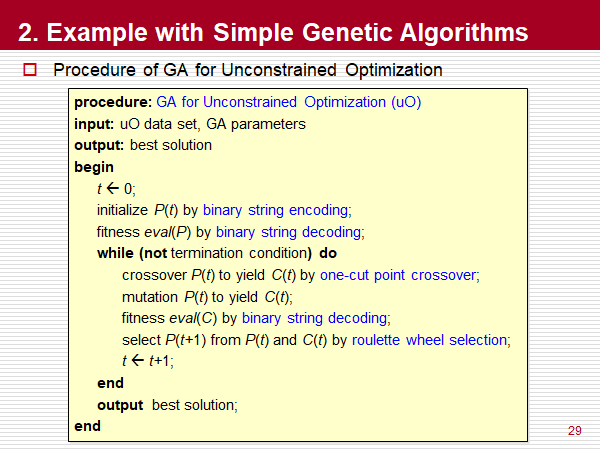 2. Example with Simple Genetic Algorithms
Procedure of GA for Unconstrained Optimization
procedure: GA for Unconstrained Optimization (uO)
input: uO data set, GA parameters
output: best solution
begin
t ← 0;
initialize P(t) by binary string encoding;
fitness eval(P) by binary string decoding;
while (not termination condition) do
crossover P(t) to yield C(t) by one-cut point crossover;
mutation P(t) to yield C(t);
fitness eval(C) by binary string decoding;
select P(t+1) from P(t) and C(t) by roulette wheel selection;
t ← t+1;
end
output best solution;
end
29